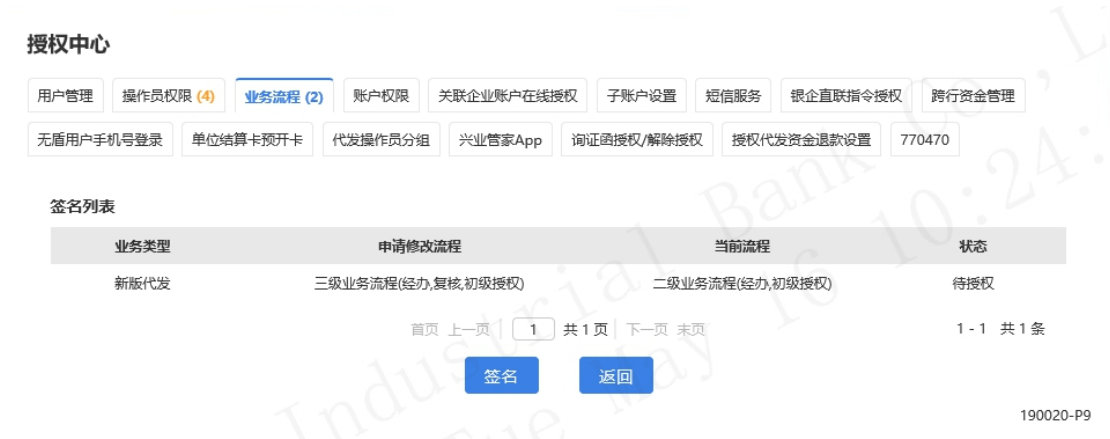 授权中心
用户管理 操作员权限 (4) 业务流程 (2) 账户权限 关联企业账户在线授权 子账户设置 短信服务 银企直联指令授权 跨行资金管理
无盾用户手机号登录 单位结算卡预开卡 代发操作员分组 兴业管家App 询证函授权/解除授权 授权代发资金退款设置 770470
签名列表
业务类型 申请修改流程 当前流程 状态
新版代发 三级业务流程(经办,复核,初级授权) 二级业务流程(经办,初级授权) 待授权
首页 上一页 1 共 1 页 下一页 末页 1 - 1 共 1 条
签名 返回
190020-P9
Industrial Bank Co., L
Tue May 16 10:24: